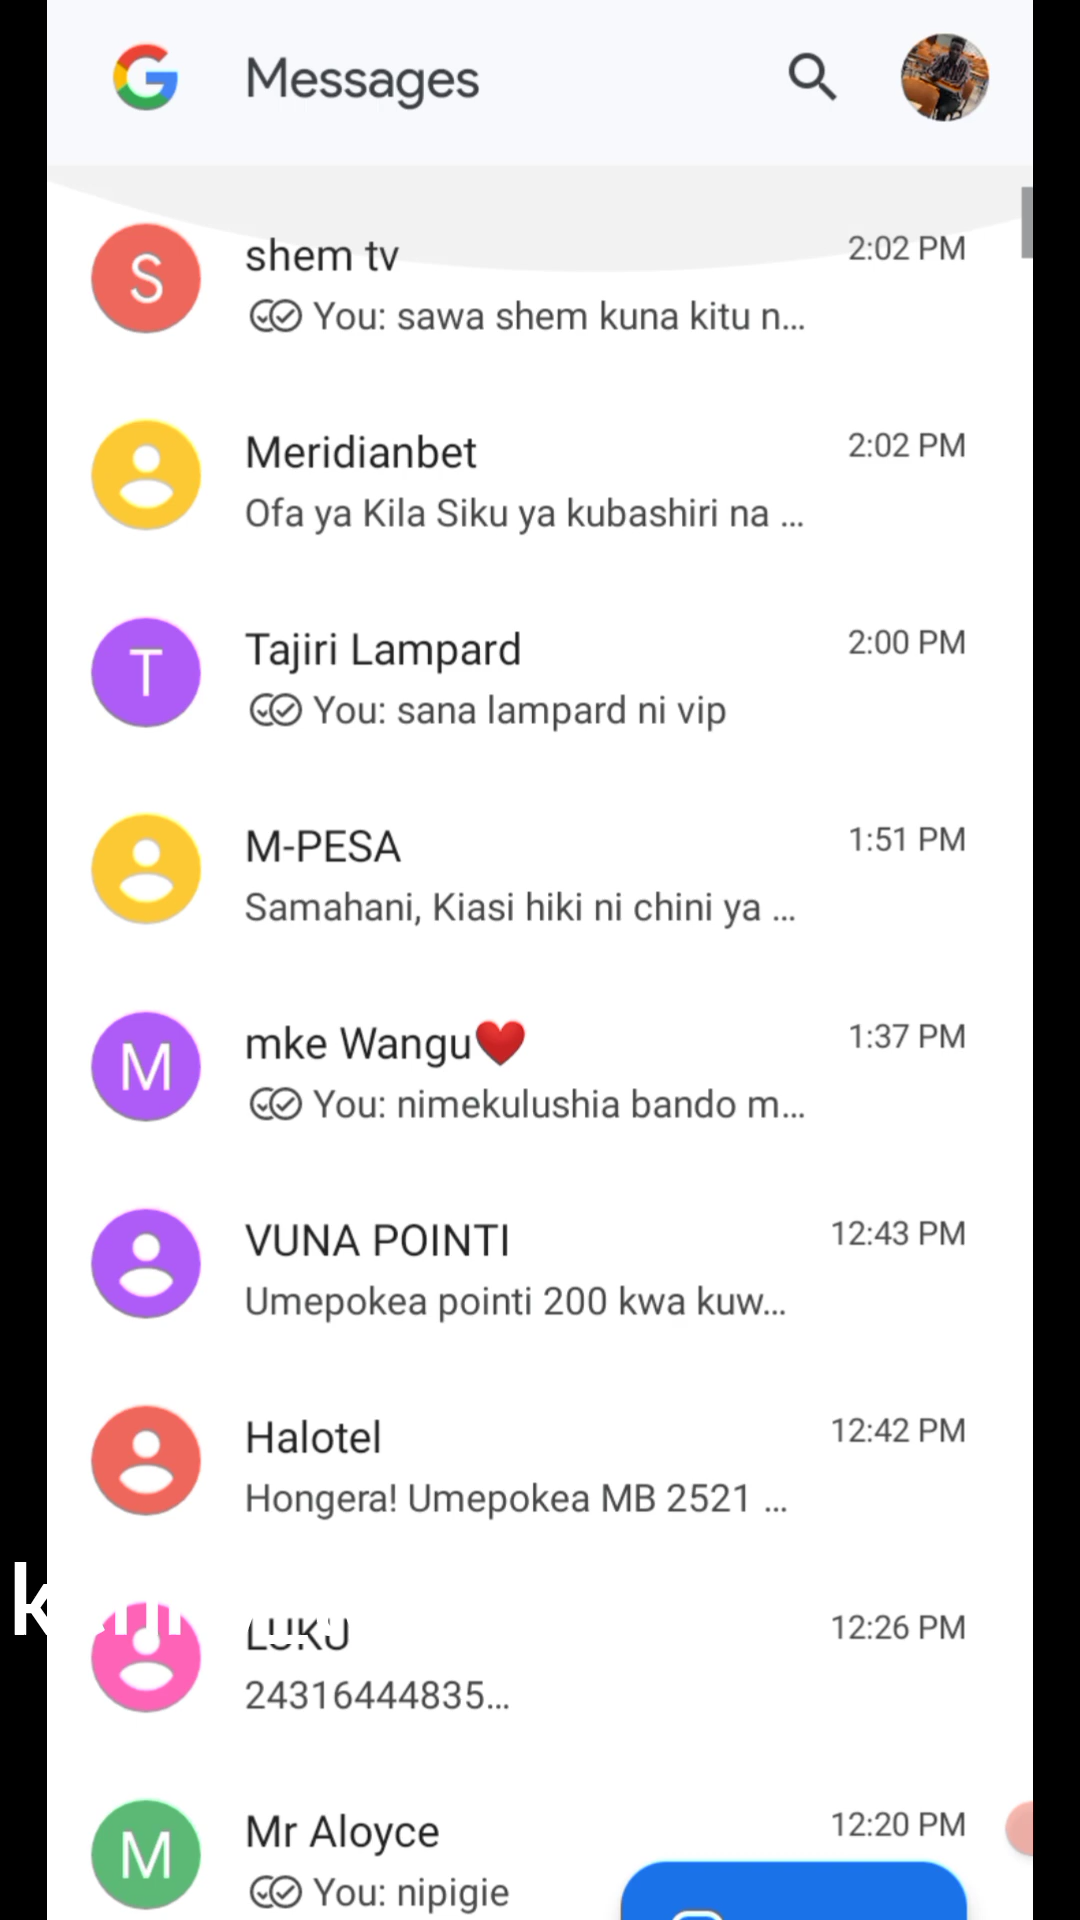 Messages
shem tv
2:02 PM
You: sawa shem kuna kitu n...
Meridianbet
2:02 PM
Ofa ya Kila Siku ya kubashiri na ...
T
Tajiri Lampard
2:00 PM
You: sana lampard ni vip
M-PESA
1:51 PM
Samahani, Kiasi hiki ni chini ya ...
M
mke Wangu❤️
1:37 PM
You: nimekulushia bando m...
VUNA POINTI
12:43 PM
Umepokea pointi 200 kwa kuw...
Halotel
12:42 PM
Hongera! Umepokea MB 2521 ...
LUKU
12:26 PM
24316444835...
M
Mr Aloyce
12:20 PM
You: nipigie